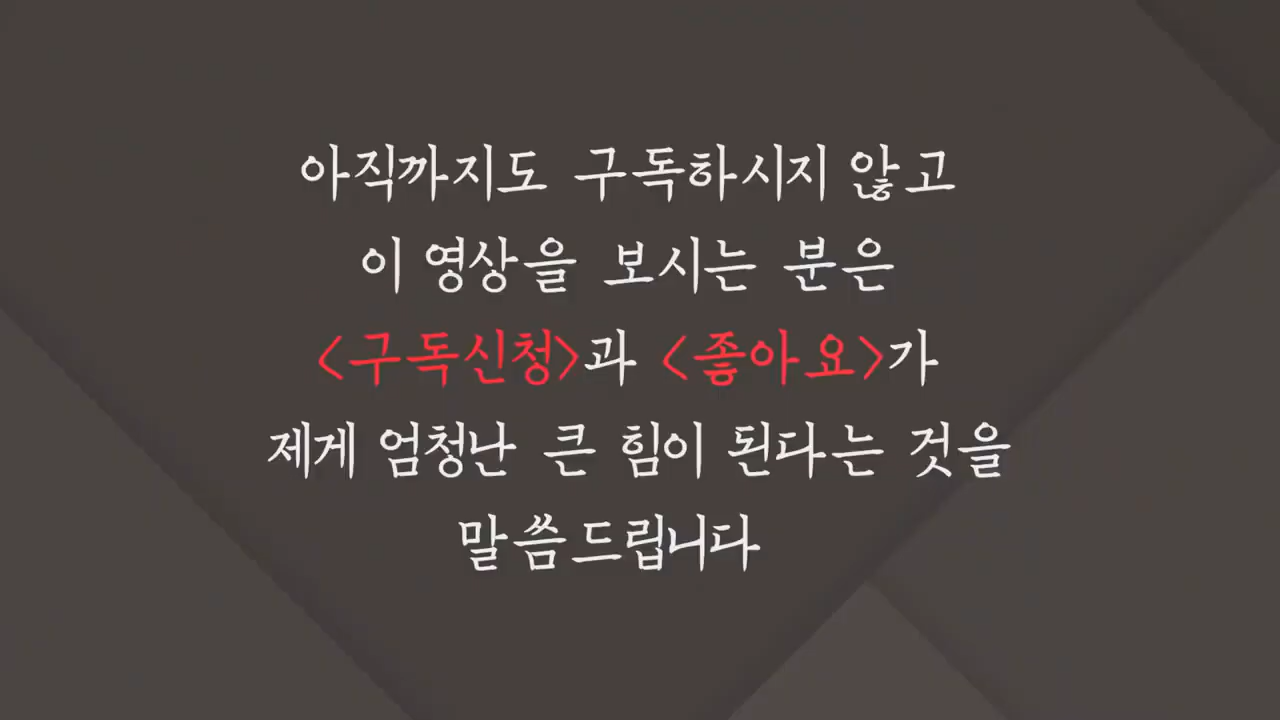 아직까지도 구독하시지 않고
이 영상을 보시는 분은
<구독신청>과 <좋아요>가
제게 엄청난 큰 힘이 된다는 것을
말씀드립니다